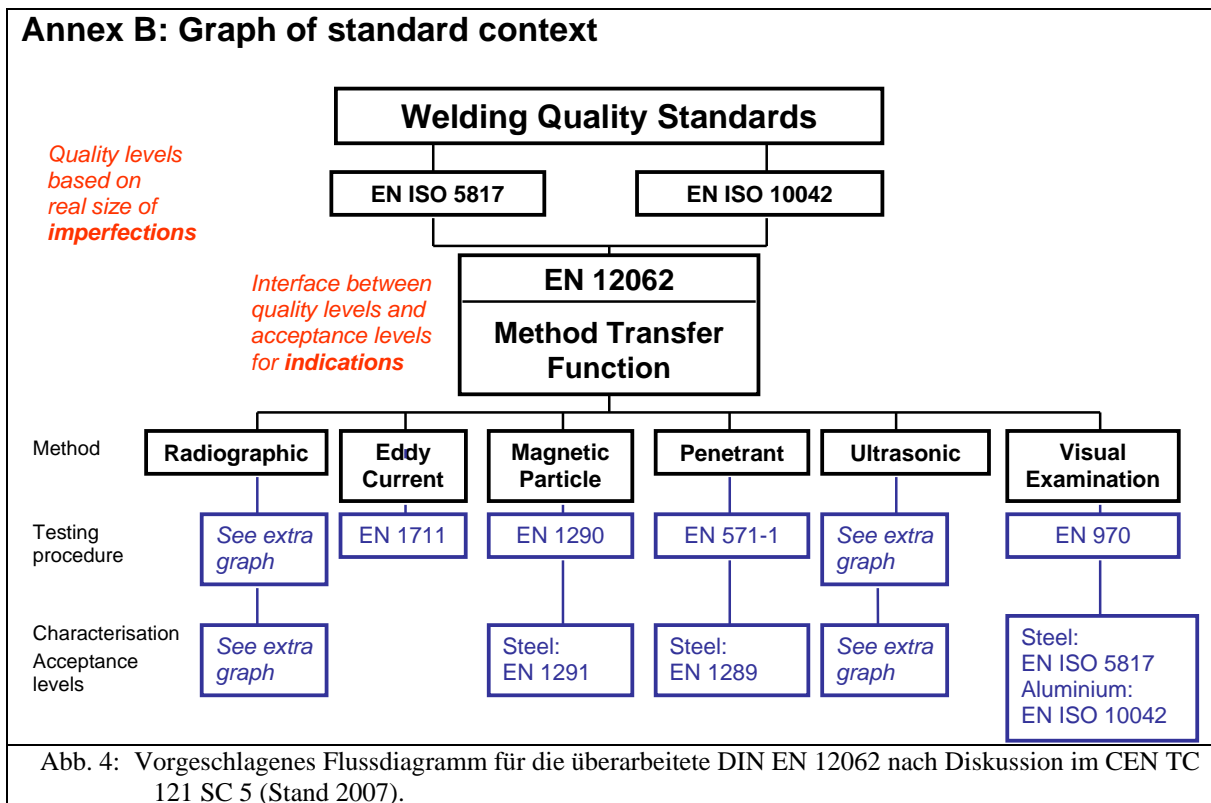 Annex B: Graph of standard context
Welding Quality Standards
Quality levels
based on
real size of
imperfections
EN ISO 5817
EN ISO 10042
Interface between
quality levels and
acceptance levels
for indications
EN 12062
Method Transfer
Function
Method
Radiographic
Eddy
Current
Magnetic
Particle
Penetrant
Ultrasonic
Visual
Examination
Testing
procedure
See extra
graph
EN 1711
EN 1290
EN 571-1
See extra
graph
EN 970
Characterisation
Acceptance
levels
See extra
graph
Steel:
EN 1291
Steel:
EN 1289
See extra
graph
Steel:
EN ISO 5817
Aluminium:
EN ISO 10042
Abb. 4: Vorgeschlagenes Flussdiagramm für die überarbeitete DIN EN 12062 nach Diskussion im CEN TC
121 SC 5 (Stand 2007).